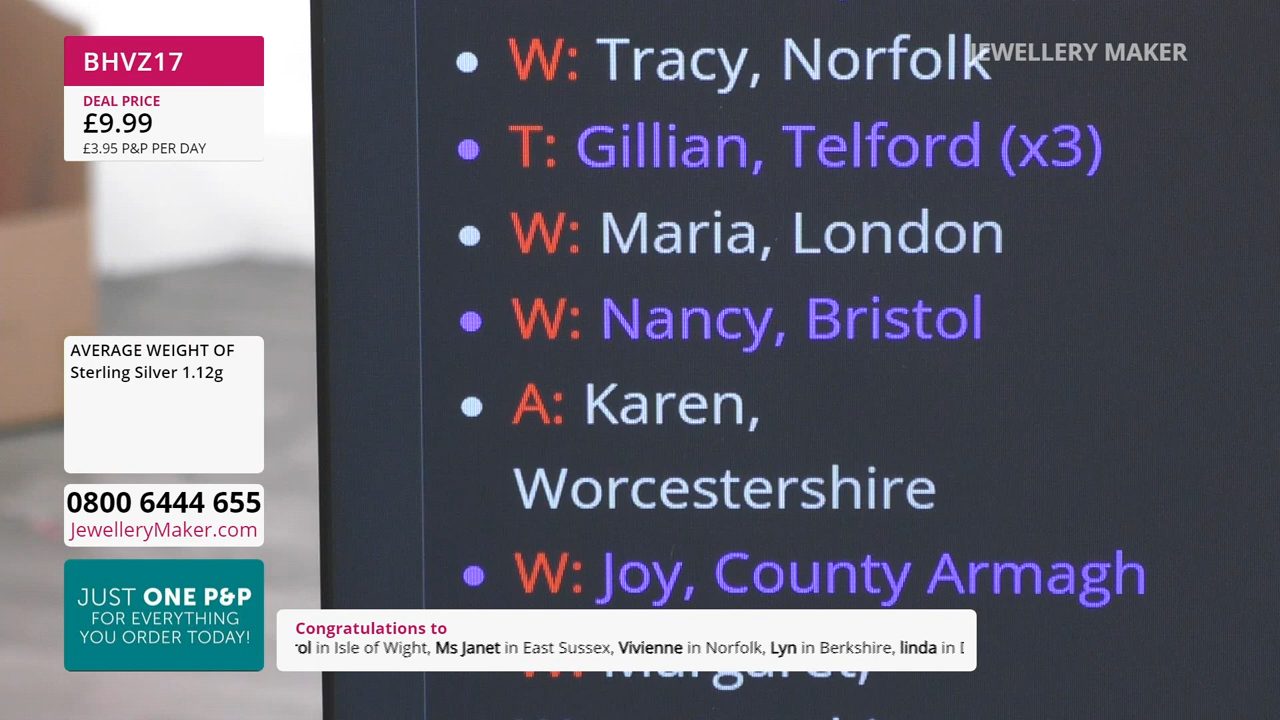 BHVZ17
DEAL PRICE
£9.99
£3.95 P&P PER DAY
AVERAGE WEIGHT OF
Sterling Silver 1.12g
0800 6444 655
JewelleryMaker.com
JUST ONE P&P
FOR EVERYTHING
YOU ORDER TODAY!
JEWELLERY MAKER
• W: Tracy, Norfolk
• T: Gillian, Telford (x3)
• W: Maria, London
• W: Nancy, Bristol
• A: Karen,
Worcestershire
• W: Joy, County Armagh
W: Margaret,
Congratulations to
rol in Isle of Wight, Ms Janet in East Sussex, Vivienne in Norfolk, Lyn in Berkshire, linda in